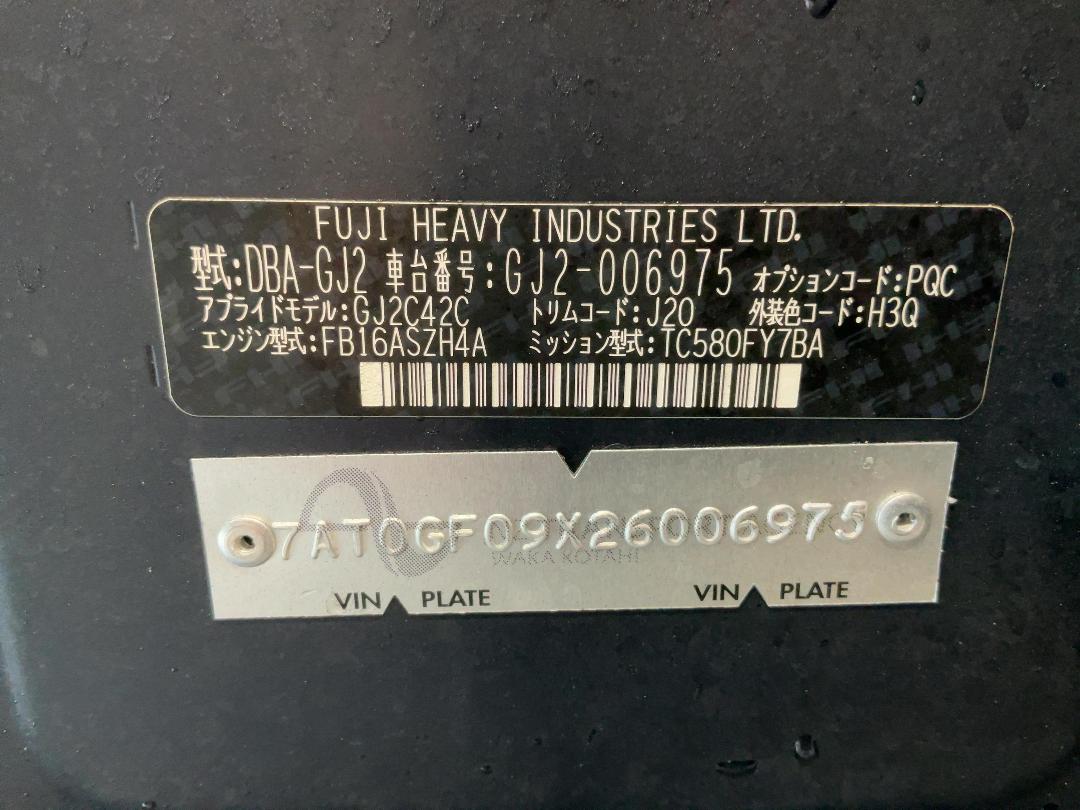 FUJI HEAVY INDUSTRIES LTD.
型式:DBA-GJ2 車台番号:GJ2-006975 オプションコード:PQC
アプライドモデル:GJ2C42C トリムコード:J20 外装色コード:H3Q
エンジン型式:FB16ASZH4A ミッション型式:TC580FY7BA
7AT0GF09X26006975
WAKA KOTAHI
VIN PLATE VIN PLATE